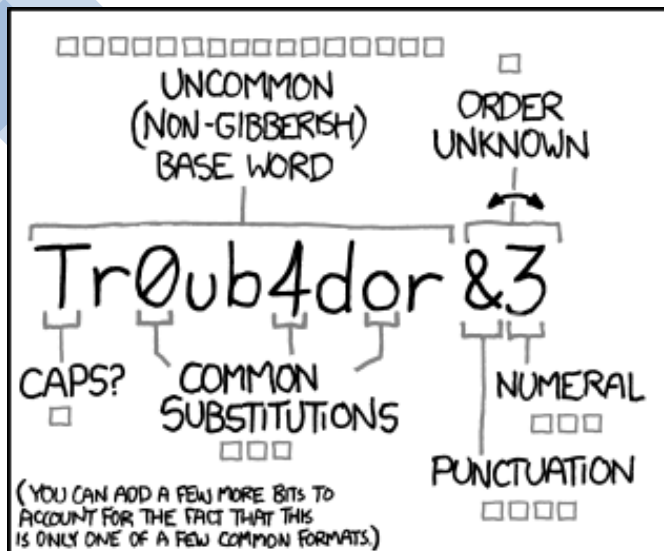 UNCOMMON
(NON-GIBBERISH)
BASE WORD
ORDER
UNKNOWN
Tr0ub4dor &3
CAPS?
COMMON
SUBSTITUTIONS
NUMERAL
PUNCTUATION
(YOU CAN ADD A FEW MORE BITS TO
ACCOUNT FOR THE FACT THAT THIS
IS ONLY ONE OF A FEW COMMON FORMATS.)